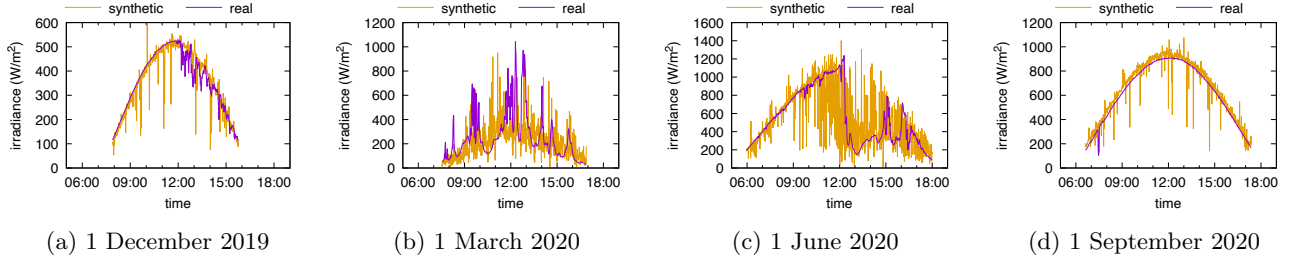 synthetic real
irradiance (W/m²)
600
500
400
300
200
100
0
06:00 09:00 12:00 15:00 18:00
time
(a) 1 December 2019
synthetic real
irradiance (W/m²)
1200
1000
800
600
400
200
0
06:00 09:00 12:00 15:00 18:00
time
(b) 1 March 2020
synthetic real
irradiance (W/m²)
1600
1400
1200
1000
800
600
400
200
0
06:00 09:00 12:00 15:00 18:00
time
(c) 1 June 2020
synthetic real
irradiance (W/m²)
1200
1000
800
600
400
200
0
06:00 09:00 12:00 15:00 18:00
time
(d) 1 September 2020